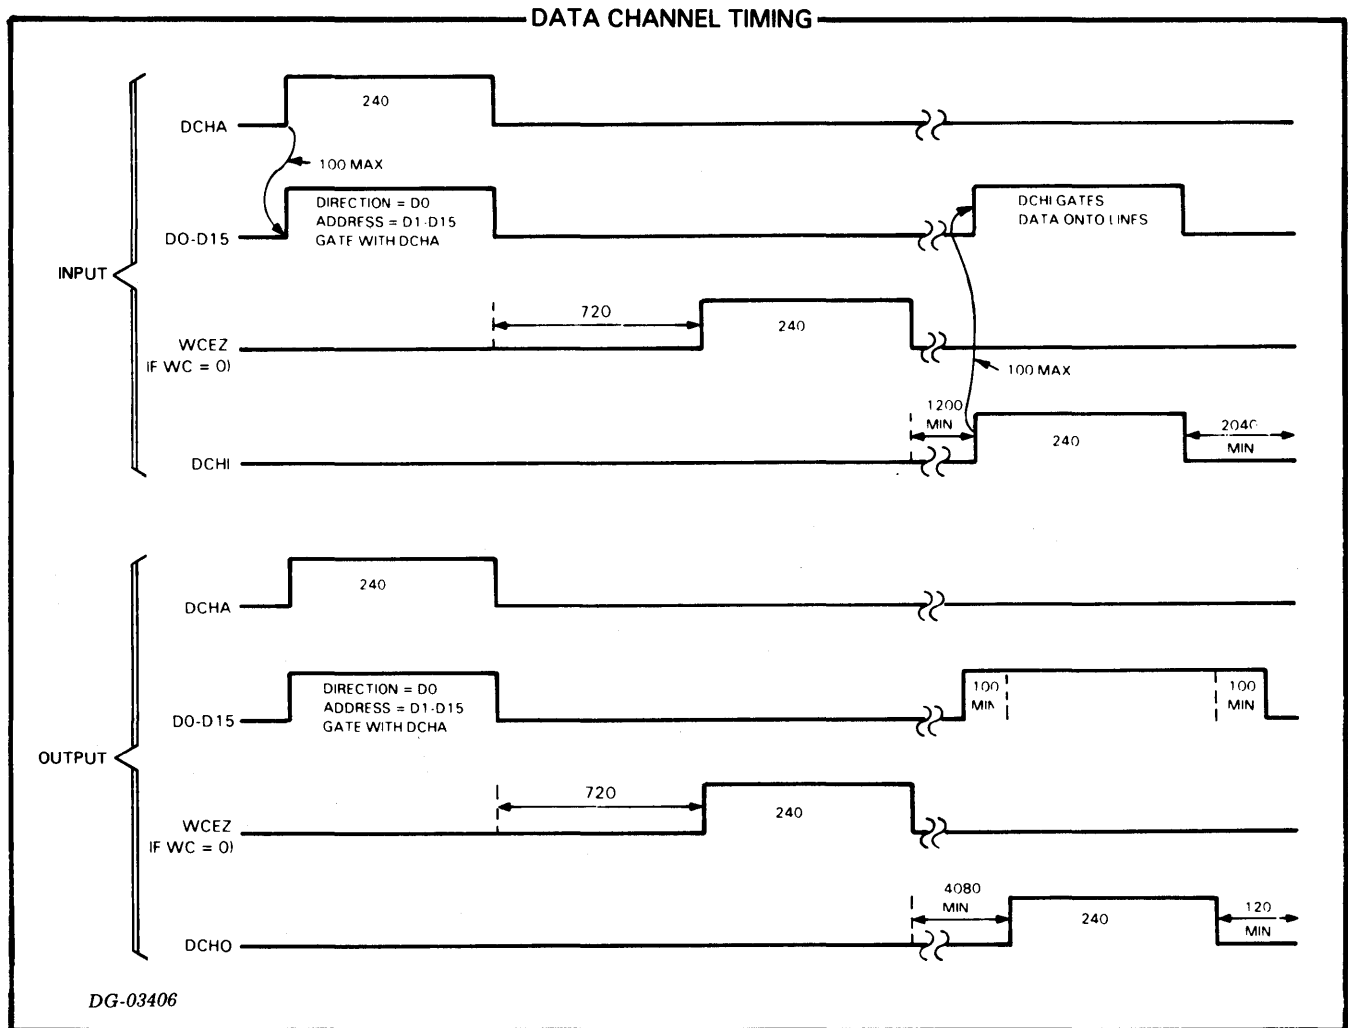 DATA CHANNEL TIMING
INPUT
DCHA
240
100 MAX
D0-D15
DIRECTION = D0
ADDRESS = D1-D15
GATE WITH DCHA
DCHI GATES
DATA ONTO LINES
WCEZ
IF WC = 0)
720
240
100 MAX
DCHI
1200
MIN
240
2040
MIN
OUTPUT
DCHA
240
D0-D15
DIRECTION = D0
ADDRESS = D1-D15
GATE WITH DCHA
100
MIN
100
MIN
WCEZ
IF WC = 0)
720
240
DCHO
4080
MIN
240
120
MIN
DG-03406